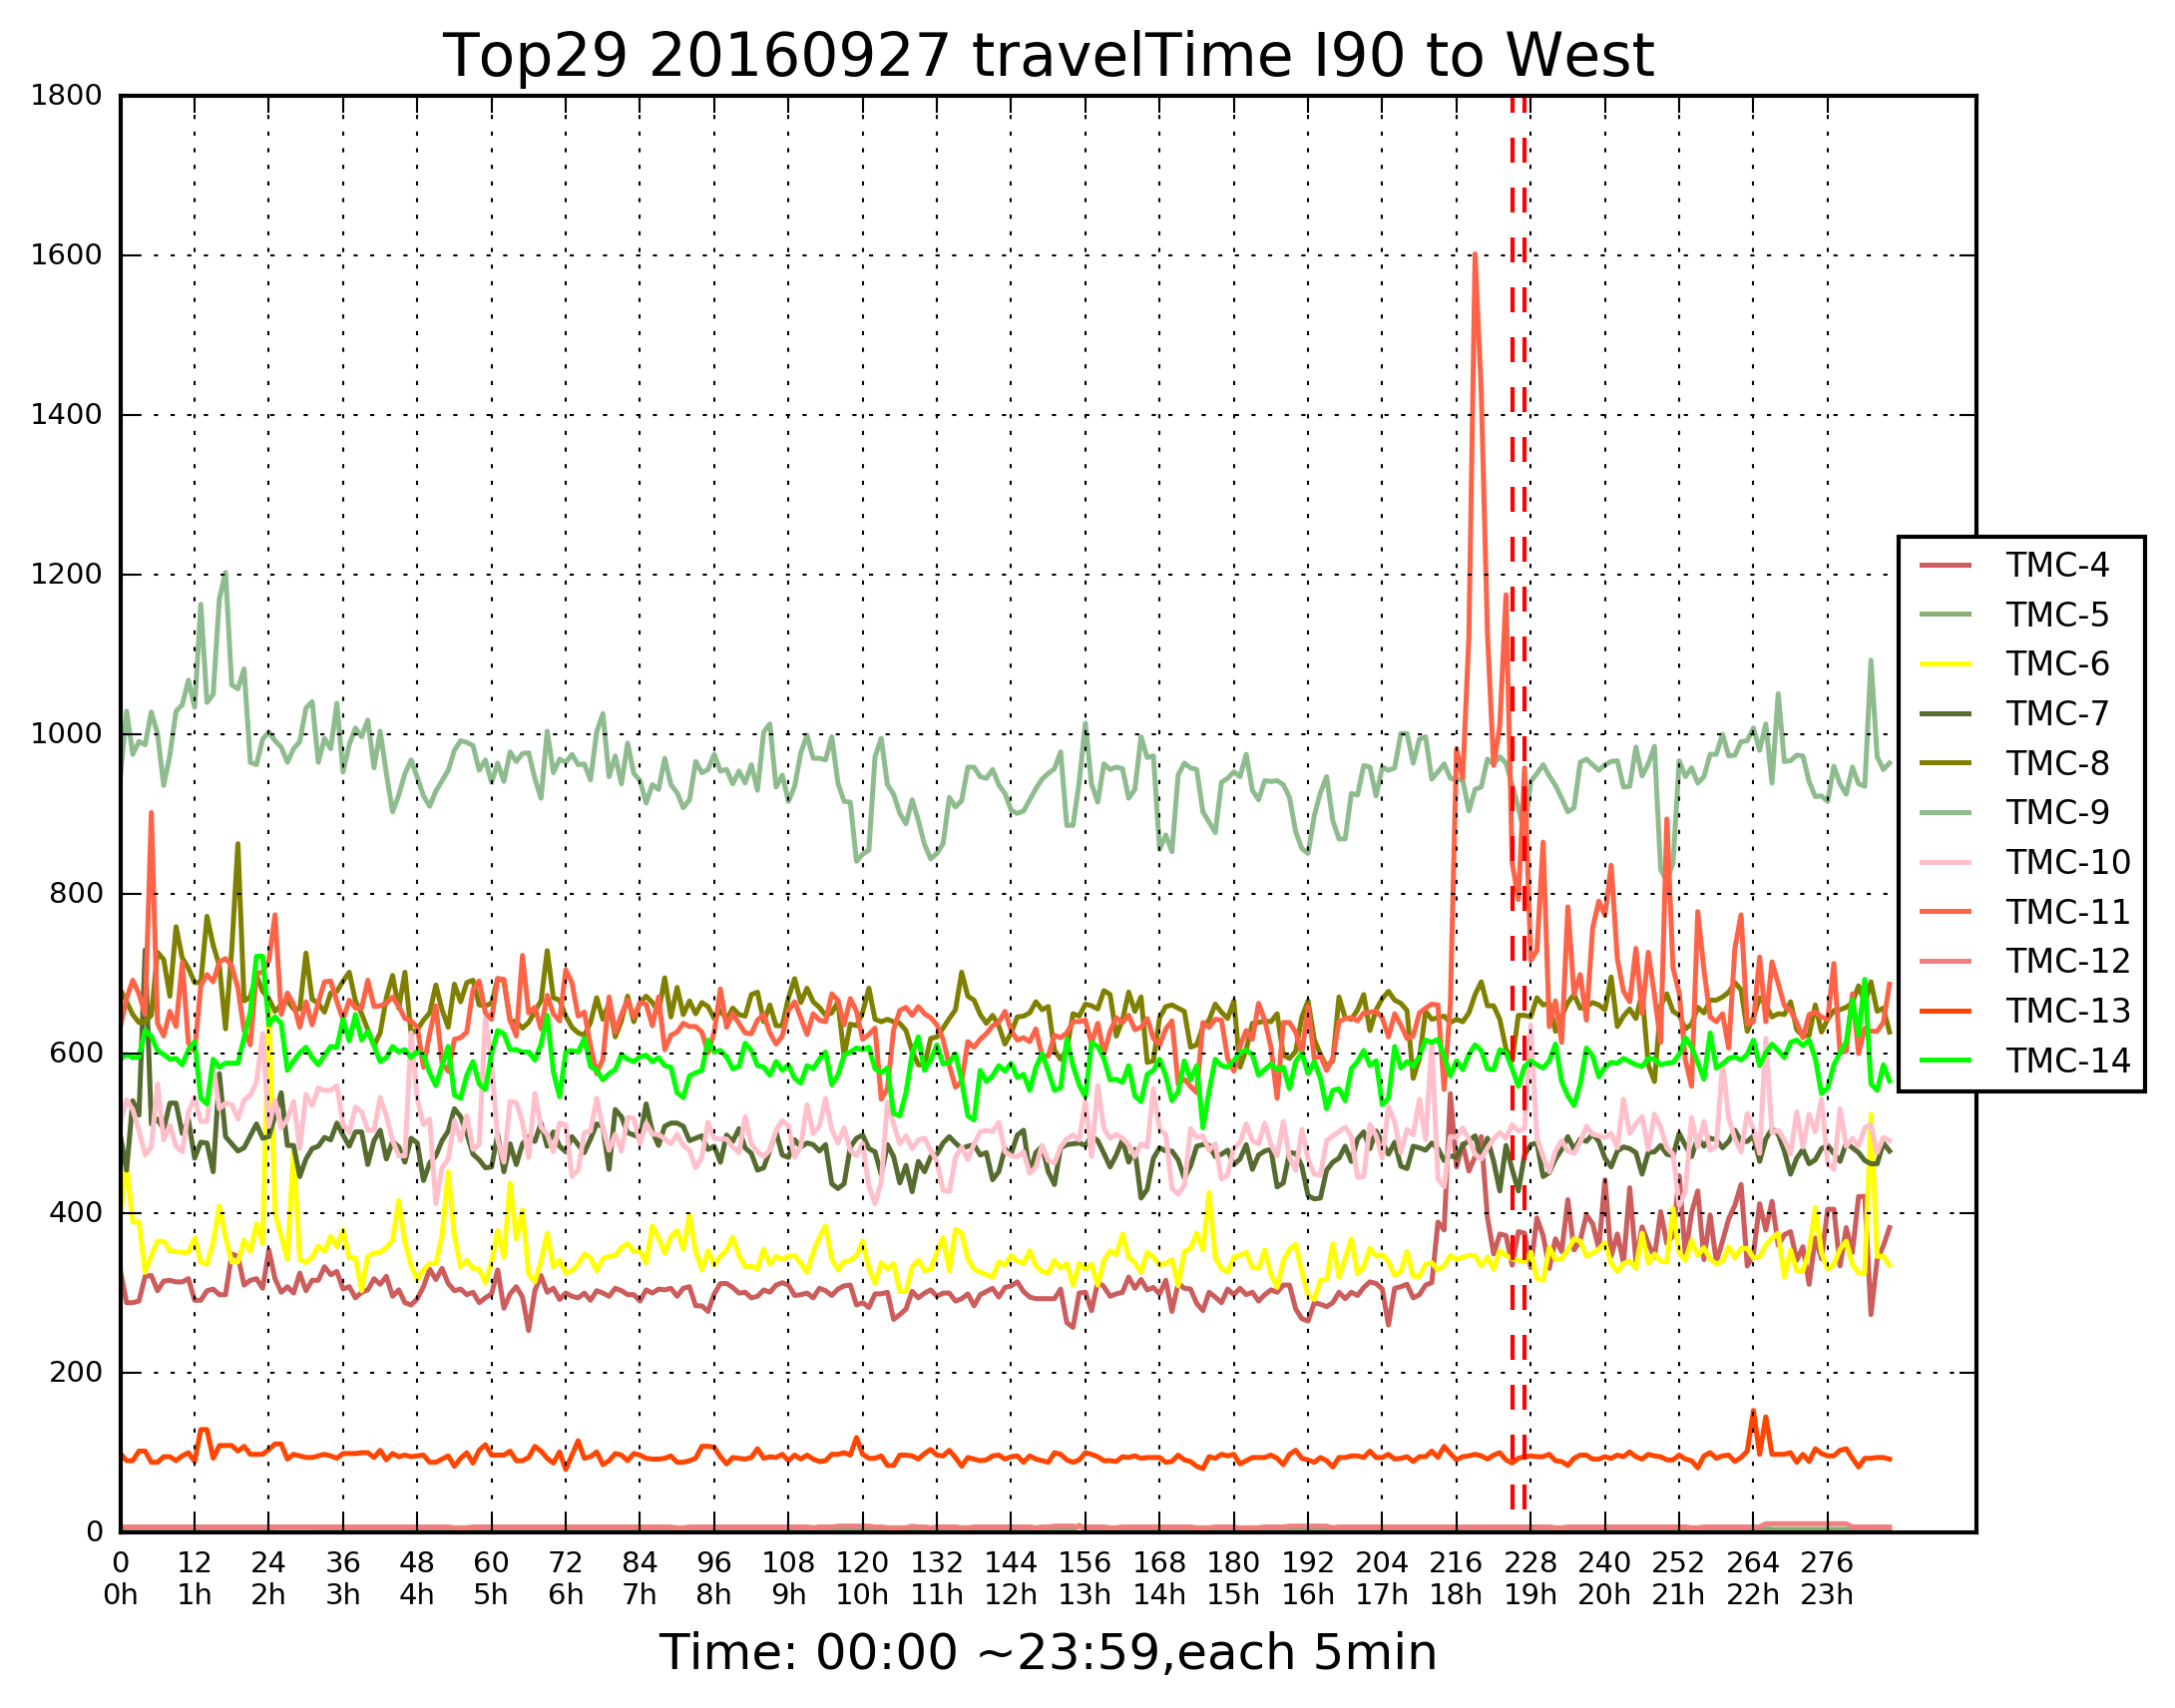 Top29 20160927 travelTime I90 to West
1800
1600
1400
1200
1000
800
600
400
200
0
TMC-4
TMC-5
TMC-6
TMC-7
TMC-8
TMC-9
TMC-10
TMC-11
TMC-12
TMC-13
TMC-14
0 12 24 36 48 60 72 84 96 108 120 132 144 156 168 180 192 204 216 228 240 252 264 276
0h 1h 2h 3h 4h 5h 6h 7h 8h 9h 10h 11h 12h 13h 14h 15h 16h 17h 18h 19h 20h 21h 22h 23h
Time: 00:00 ~23:59,each 5min